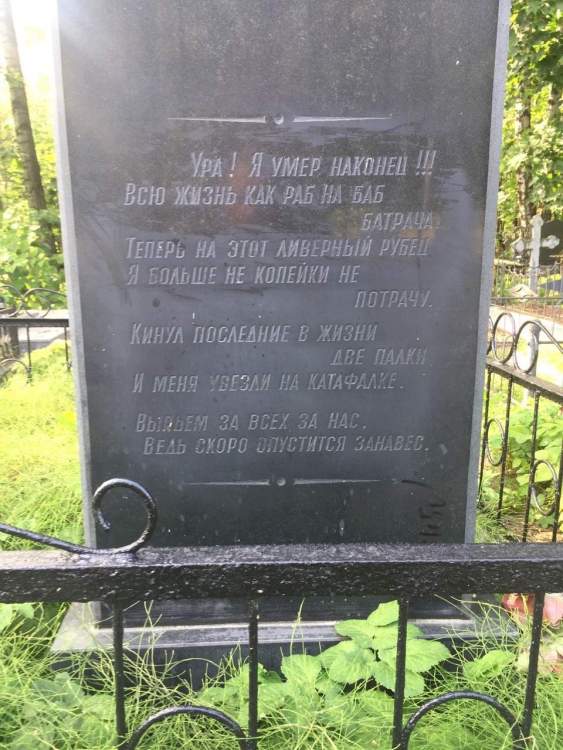 Ура! Я умер наконец!!!
Всю жизнь как раб на баб
батрача.
Теперь на этот ливерный рубец
Я больше не копейки не
потрачу.
Кинул последние в жизни
две палки
И меня увезли на катафалке.
Выпьем за всех за нас.
Ведь скоро опустится занавес.